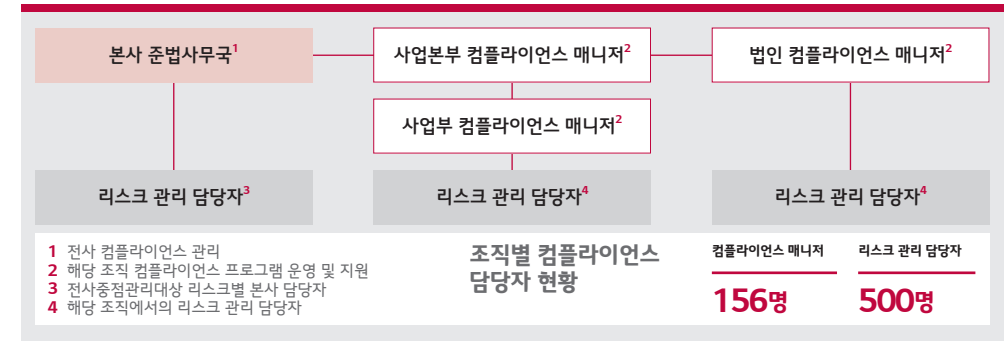 본사 준법사무국1
사업본부 컴플라이언스 매니저2
법인 컴플라이언스 매니저2
사업부 컴플라이언스 매니저2
리스크 관리 담당자3
리스크 관리 담당자4
리스크 관리 담당자4
1 전사 컴플라이언스 관리
2 해당 조직 컴플라이언스 프로그램 운영 및 지원
3 전사중점관리대상 리스크별 본사 담당자
4 해당 조직에서의 리스크 관리 담당자
조직별 컴플라이언스
담당자 현황
컴플라이언스 매니저
156명
리스크 관리 담당자
500명